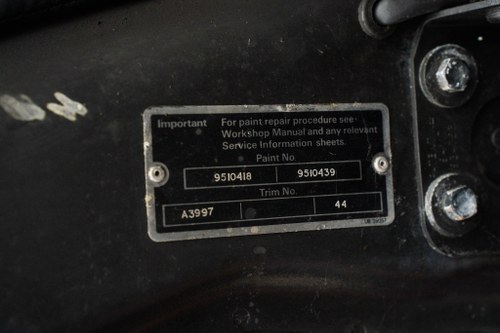 Important For paint repair procedure see
Workshop Manual and any relevant
Service Information sheets.
Paint No.
9510418 9510439
Trim No.
A3997 44